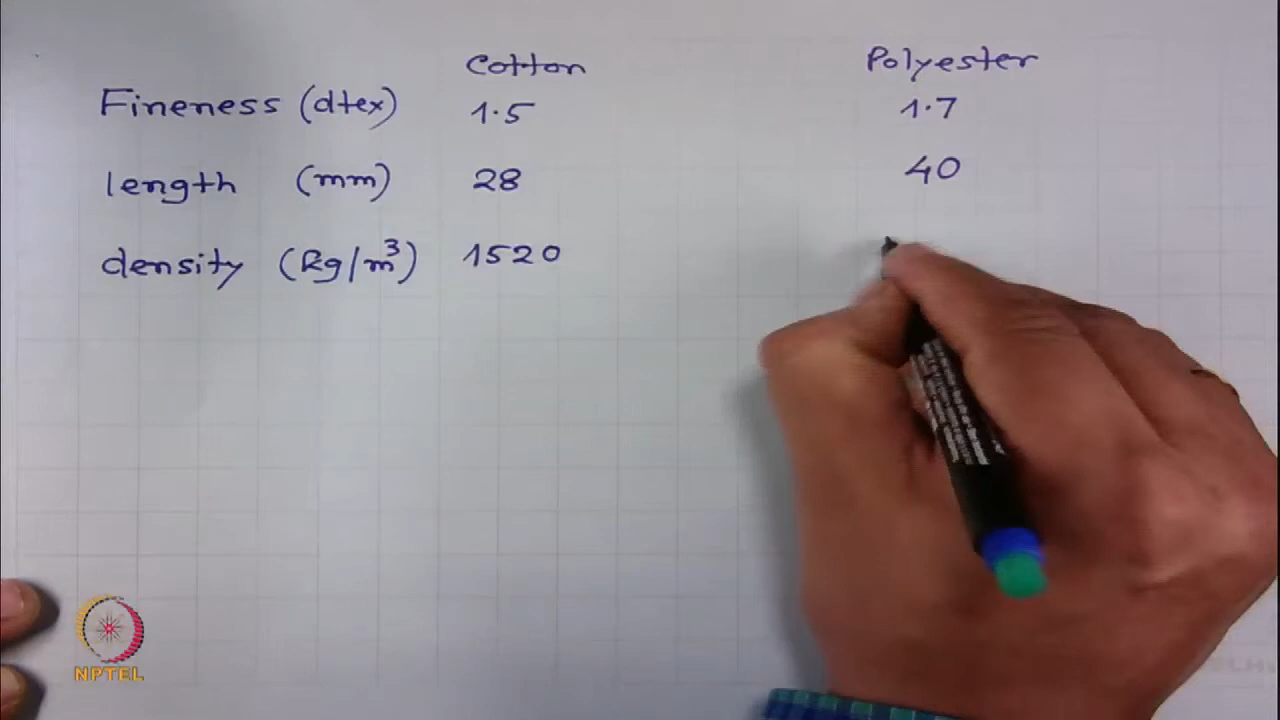 Cotton Polyester
Fineness (dtex) 1.5 1.7
length (mm) 28 40
density (kg/m³) 1520
NPTEL